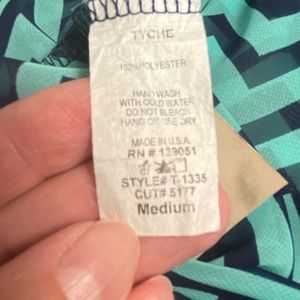 TYCHE
100% POLYESTER
HAND WASH
WITH COLD WATER
DO NOT BLEACH
HANG OR LINE DRY
MADE IN U.S.A.
RN # 139051
STYLE# T 1335
CUT# 5177
Medium